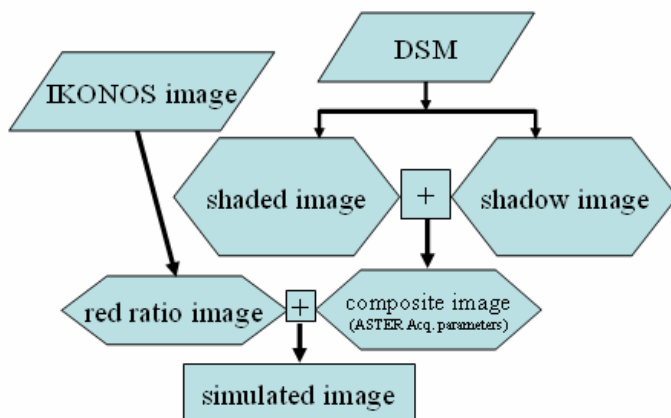 DSM
IKONOS image
shaded image
+
shadow image
red ratio image
+
composite image
(ASTER Acq. parameters)
simulated image